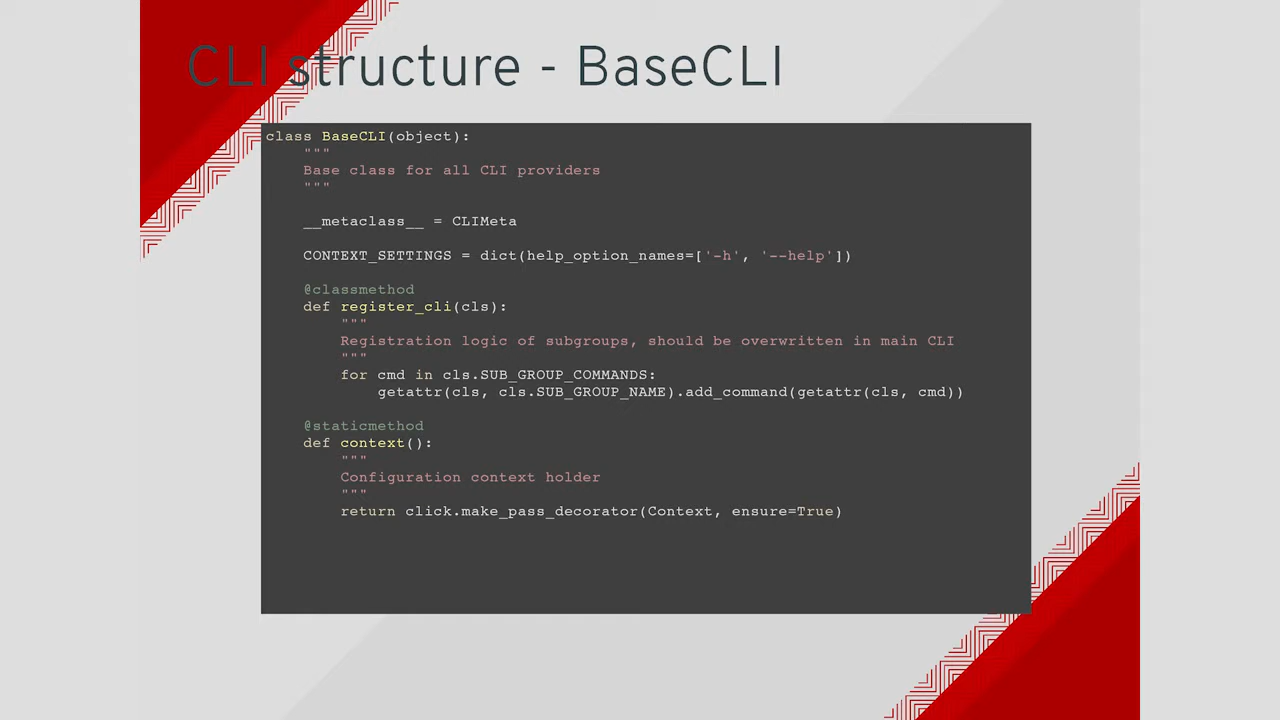 CLI structure - BaseCLI
class BaseCLI(object):
    """
    Base class for all CLI providers
    """
    __metaclass__ = CLIMeta
    CONTEXT_SETTINGS = dict(help_option_names=['-h', '--help'])
    @classmethod
    def register_cli(cls):
        """
        Registration logic of subgroups, should be overwritten in main CLI
        """
        for cmd in cls.SUB_GROUP_COMMANDS:
            getattr(cls, cls.SUB_GROUP_NAME).add_command(getattr(cls, cmd))
    @staticmethod
    def context():
        """
        Configuration context holder
        """
        return click.make_pass_decorator(Context, ensure=True)